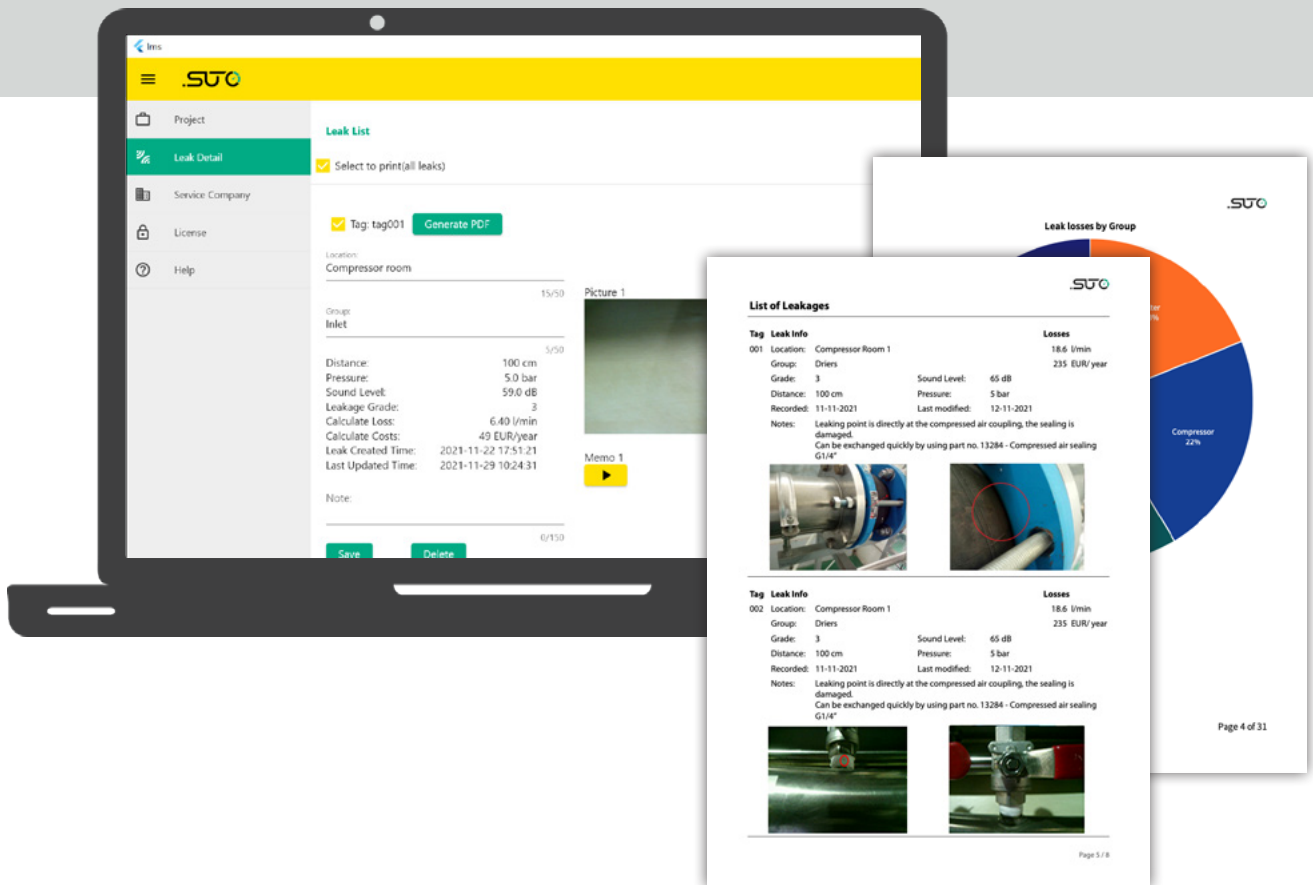 lms
.SUTO
Project
Leak Detail
Service Company
License
Help
Leak List
Select to print(all leaks)
Tag: tag001 Generate PDF
Location:
Compressor room
15/50
Group:
Inlet
5/50
Distance: 100 cm
Pressure: 5.0 bar
Sound Level: 59.0 dB
Leakage Grade: 3
Calculate Loss: 6.40 l/min
Calculate Costs: 49 EUR/year
Leak Created Time: 2021-11-22 17:51:21
Last Updated Time: 2021-11-29 10:24:31
Note:
0/150
Save Delete
Picture 1
Memo 1
.SUTO
Leak losses by Group
Compressor
22%
Page 4 of 31
.SUTO
List of Leakages
Tag Leak Info Losses
001 Location: Compressor Room 1 18.6 l/min
Group: Driers 235 EUR/ year
Grade: 3 Sound Level: 65 dB
Distance: 100 cm Pressure: 5 bar
Recorded: 11-11-2021 Last modified: 12-11-2021
Notes: Leaking point is directly at the compressed air coupling, the sealing is
damaged.
Can be exchanged quickly by using part no. 13284 - Compressed air sealing
G1/4"
Tag Leak Info Losses
002 Location: Compressor Room 1 18.6 l/min
Group: Driers 235 EUR/ year
Grade: 3 Sound Level: 65 dB
Distance: 100 cm Pressure: 5 bar
Recorded: 11-11-2021 Last modified: 12-11-2021
Notes: Leaking point is directly at the compressed air coupling, the sealing is
damaged.
Can be exchanged quickly by using part no. 13284 - Compressed air sealing
G1/4"
Page 5 / 8